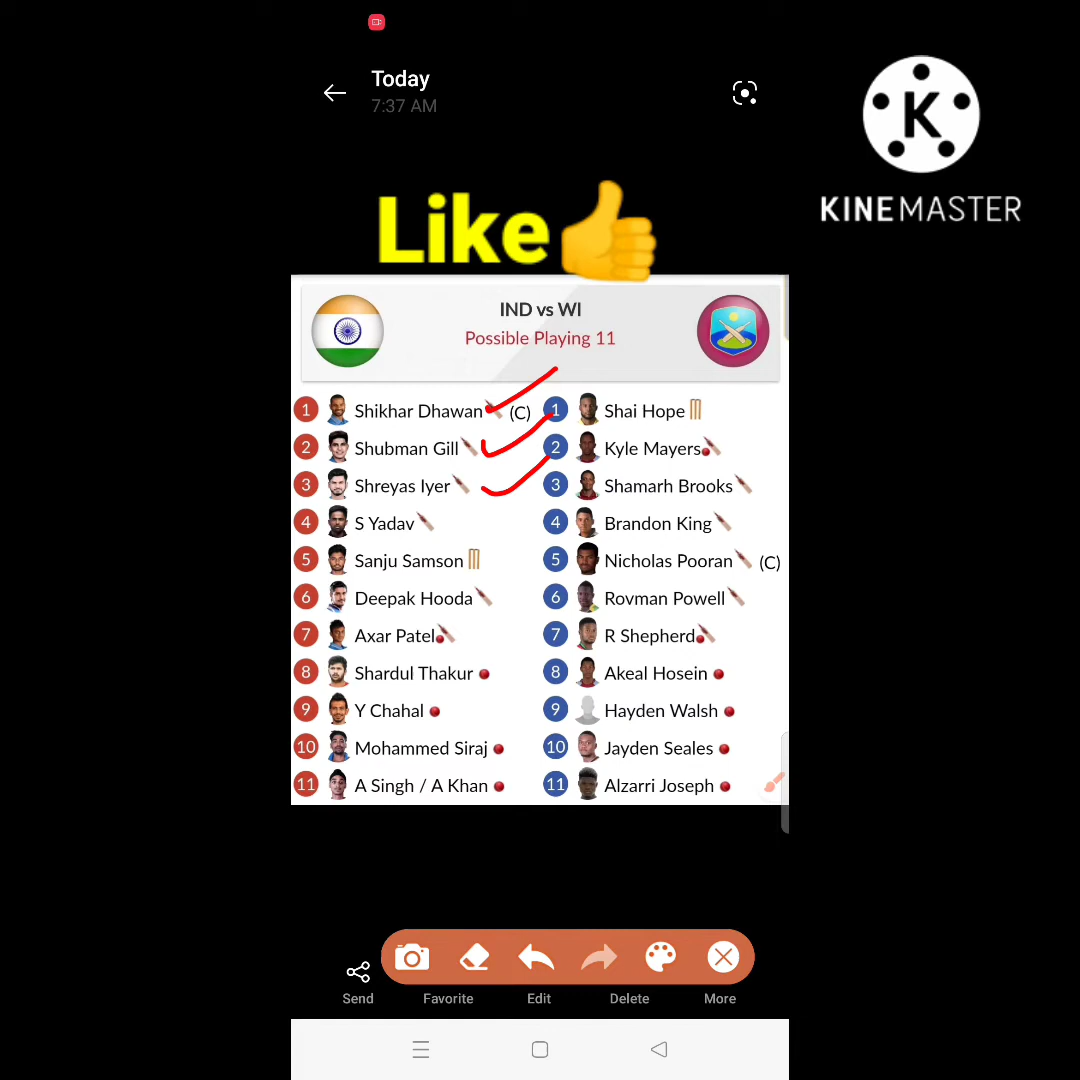 Today
7:37 AM
K
KINEMASTER
Like
IND vs WI
Possible Playing 11
1 Shikhar Dhawan (C) 1 Shai Hope
2 Shubman Gill 2 Kyle Mayers
3 Shreyas Iyer 3 Shamarh Brooks
4 S Yadav 4 Brandon King
5 Sanju Samson 5 Nicholas Pooran (C)
6 Deepak Hooda 6 Rovman Powell
7 Axar Patel 7 R Shepherd
8 Shardul Thakur 8 Akeal Hosein
9 Y Chahal 9 Hayden Walsh
10 Mohammed Siraj 10 Jayden Seales
11 A Singh / A Khan 11 Alzarri Joseph
Send Favorite Edit Delete More